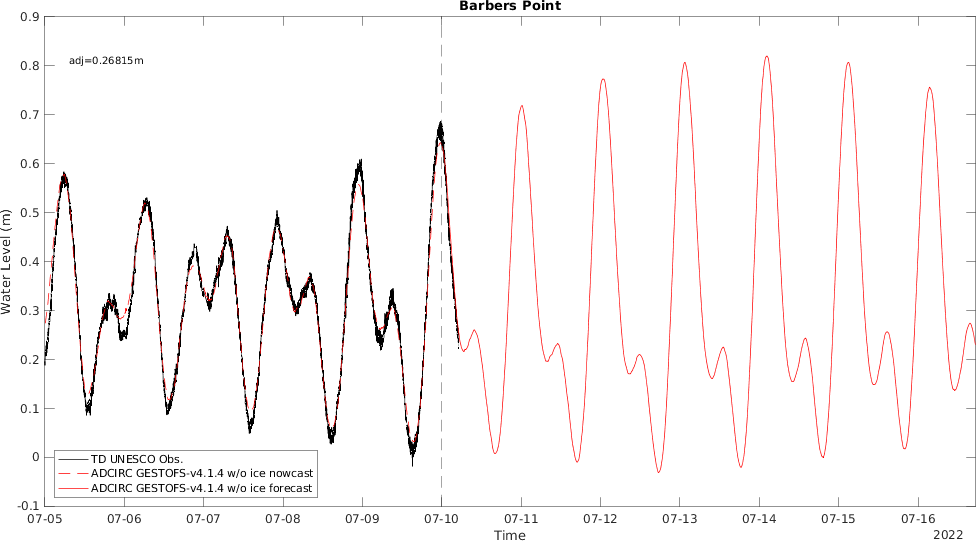 Barbers Point
adj=0.26815m
Water Level (m)
0.9
0.8
0.7
0.6
0.5
0.4
0.3
0.2
0.1
0
-0.1
TD UNESCO Obs.
ADCIRC GESTOFS-v4.1.4 w/o ice nowcast
ADCIRC GESTOFS-v4.1.4 w/o ice forecast
07-05 07-06 07-07 07-08 07-09 07-10 07-11 07-12 07-13 07-14 07-15 07-16
Time
2022